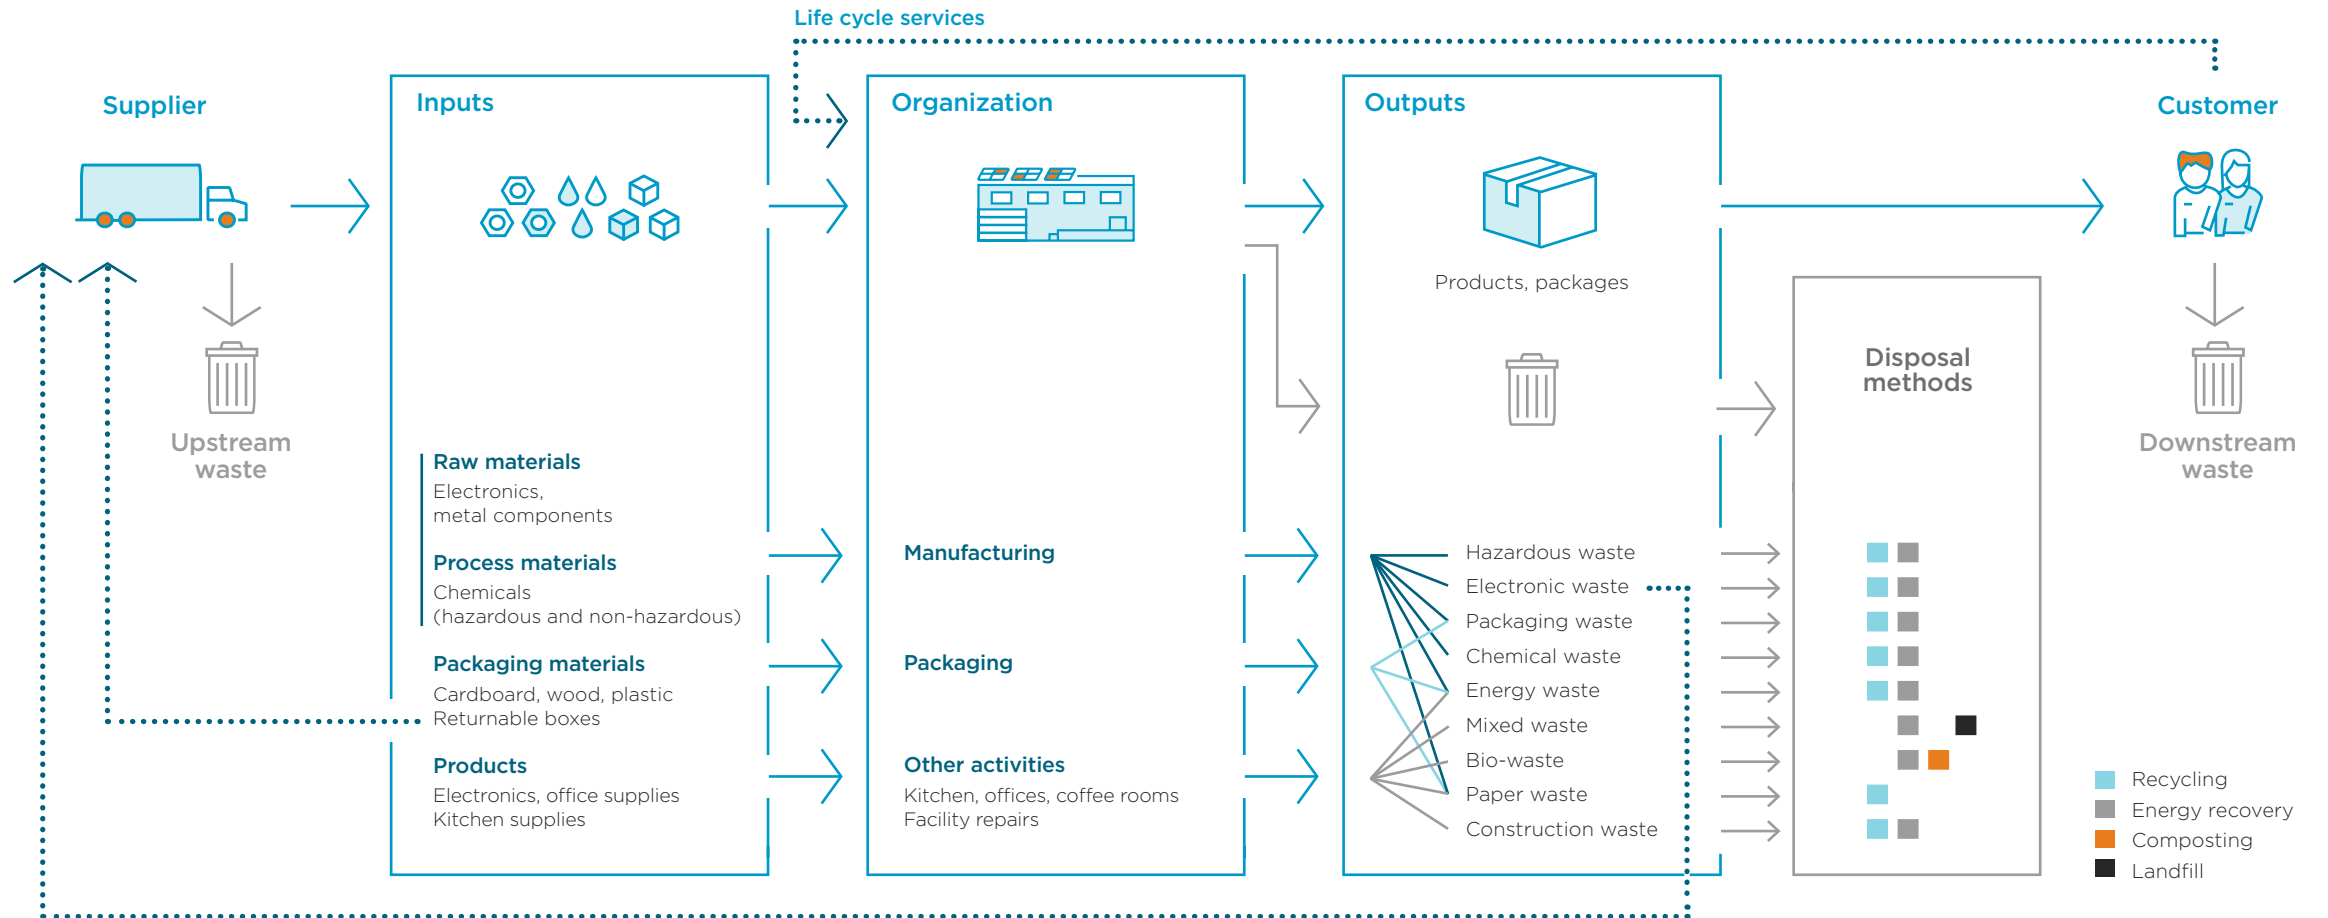 Life cycle services
Supplier
Inputs
Organization
Outputs
Customer
Products, packages
Upstream
waste
Disposal
methods
Downstream
waste
Raw materials
Electronics,
metal components
Process materials
Chemicals
(hazardous and non-hazardous)
Packaging materials
Cardboard, wood, plastic
Returnable boxes
Products
Electronics, office supplies
Kitchen supplies
Manufacturing
Packaging
Other activities
Kitchen, offices, coffee rooms
Facility repairs
Hazardous waste
Electronic waste
Packaging waste
Chemical waste
Energy waste
Mixed waste
Bio-waste
Paper waste
Construction waste
Recycling
Energy recovery
Composting
Landfill